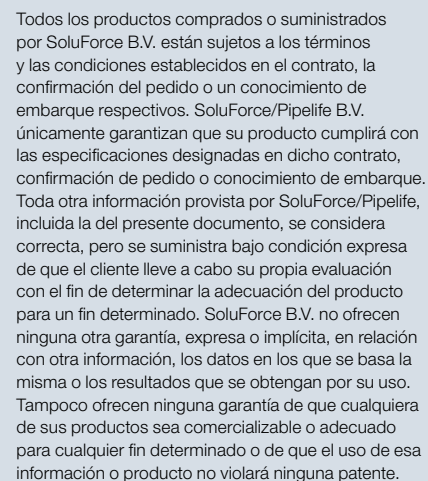 Todos los productos comprados o suministrados
por SoluForce B.V. están sujetos a los términos
y las condiciones establecidos en el contrato, la
confirmación del pedido o un conocimiento de
embarque respectivos. SoluForce/Pipelife B.V.
únicamente garantizan que su producto cumplirá con
las especificaciones designadas en dicho contrato,
confirmación de pedido o conocimiento de embarque.
Toda otra información provista por SoluForce/Pipelife,
incluida la del presente documento, se considera
correcta, pero se suministra bajo condición expresa
de que el cliente lleve a cabo su propia evaluación
con el fin de determinar la adecuación del producto
para un fin determinado. SoluForce B.V. no ofrecen
ninguna otra garantía, expresa o implícita, en relación
con otra información, los datos en los que se basa la
misma o los resultados que se obtengan por su uso.
Tampoco ofrecen ninguna garantía de que cualquiera
de sus productos sea comercializable o adecuado
para cualquier fin determinado o de que el uso de esa
información o producto no violará ninguna patente.